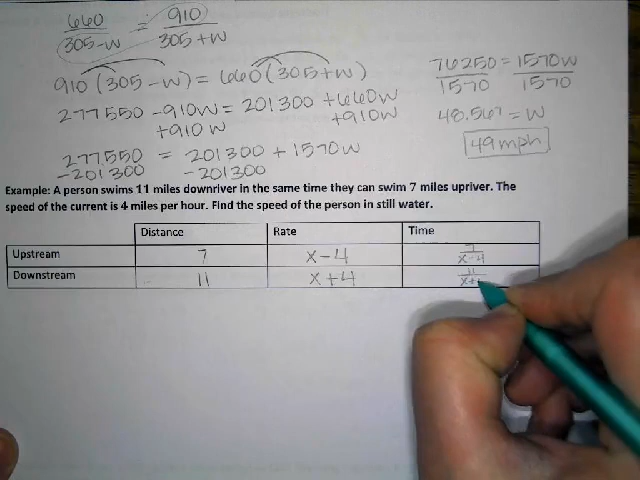 660/305-W = 910/305+W
910(305-W) = 660(305+W)
277550 - 910W = 201300 + 660W
+910W +910W
277550 = 201300 + 1570W
-201300 -201300
76250/1570 = 1570W/1570
48.567 = W
49mph
Example: A person swims 11 miles downriver in the same time they can swim 7 miles upriver. The
speed of the current is 4 miles per hour. Find the speed of the person in still water.
Distance Rate Time
Upstream 7 x-4 7/x-4
Downstream 11 x+4 11/x+